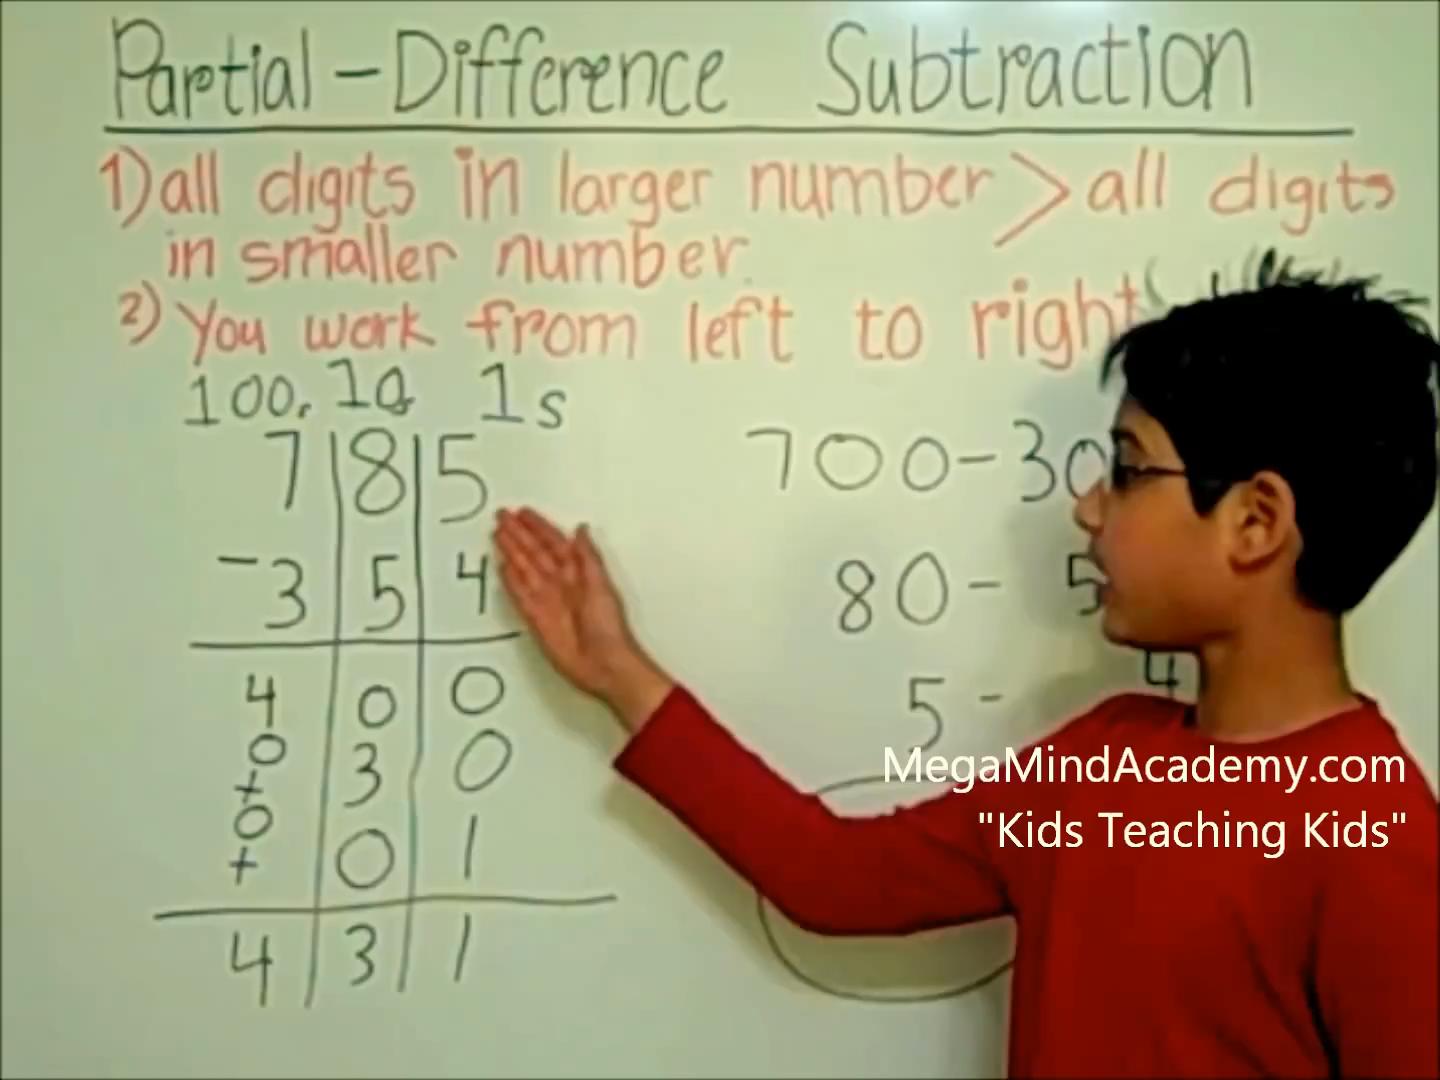 Partial-Difference Subtraction
1) all digits in larger number > all digits
in smaller number.
2) You work from left to right
100s 10s 1s
7 8 5
- 3 5 4
4 0 0
0 3 0
+
0 0 1
+
4 3 1
700-30
80- 5
5- 4
MegaMindAcademy.com
"Kids Teaching Kids"